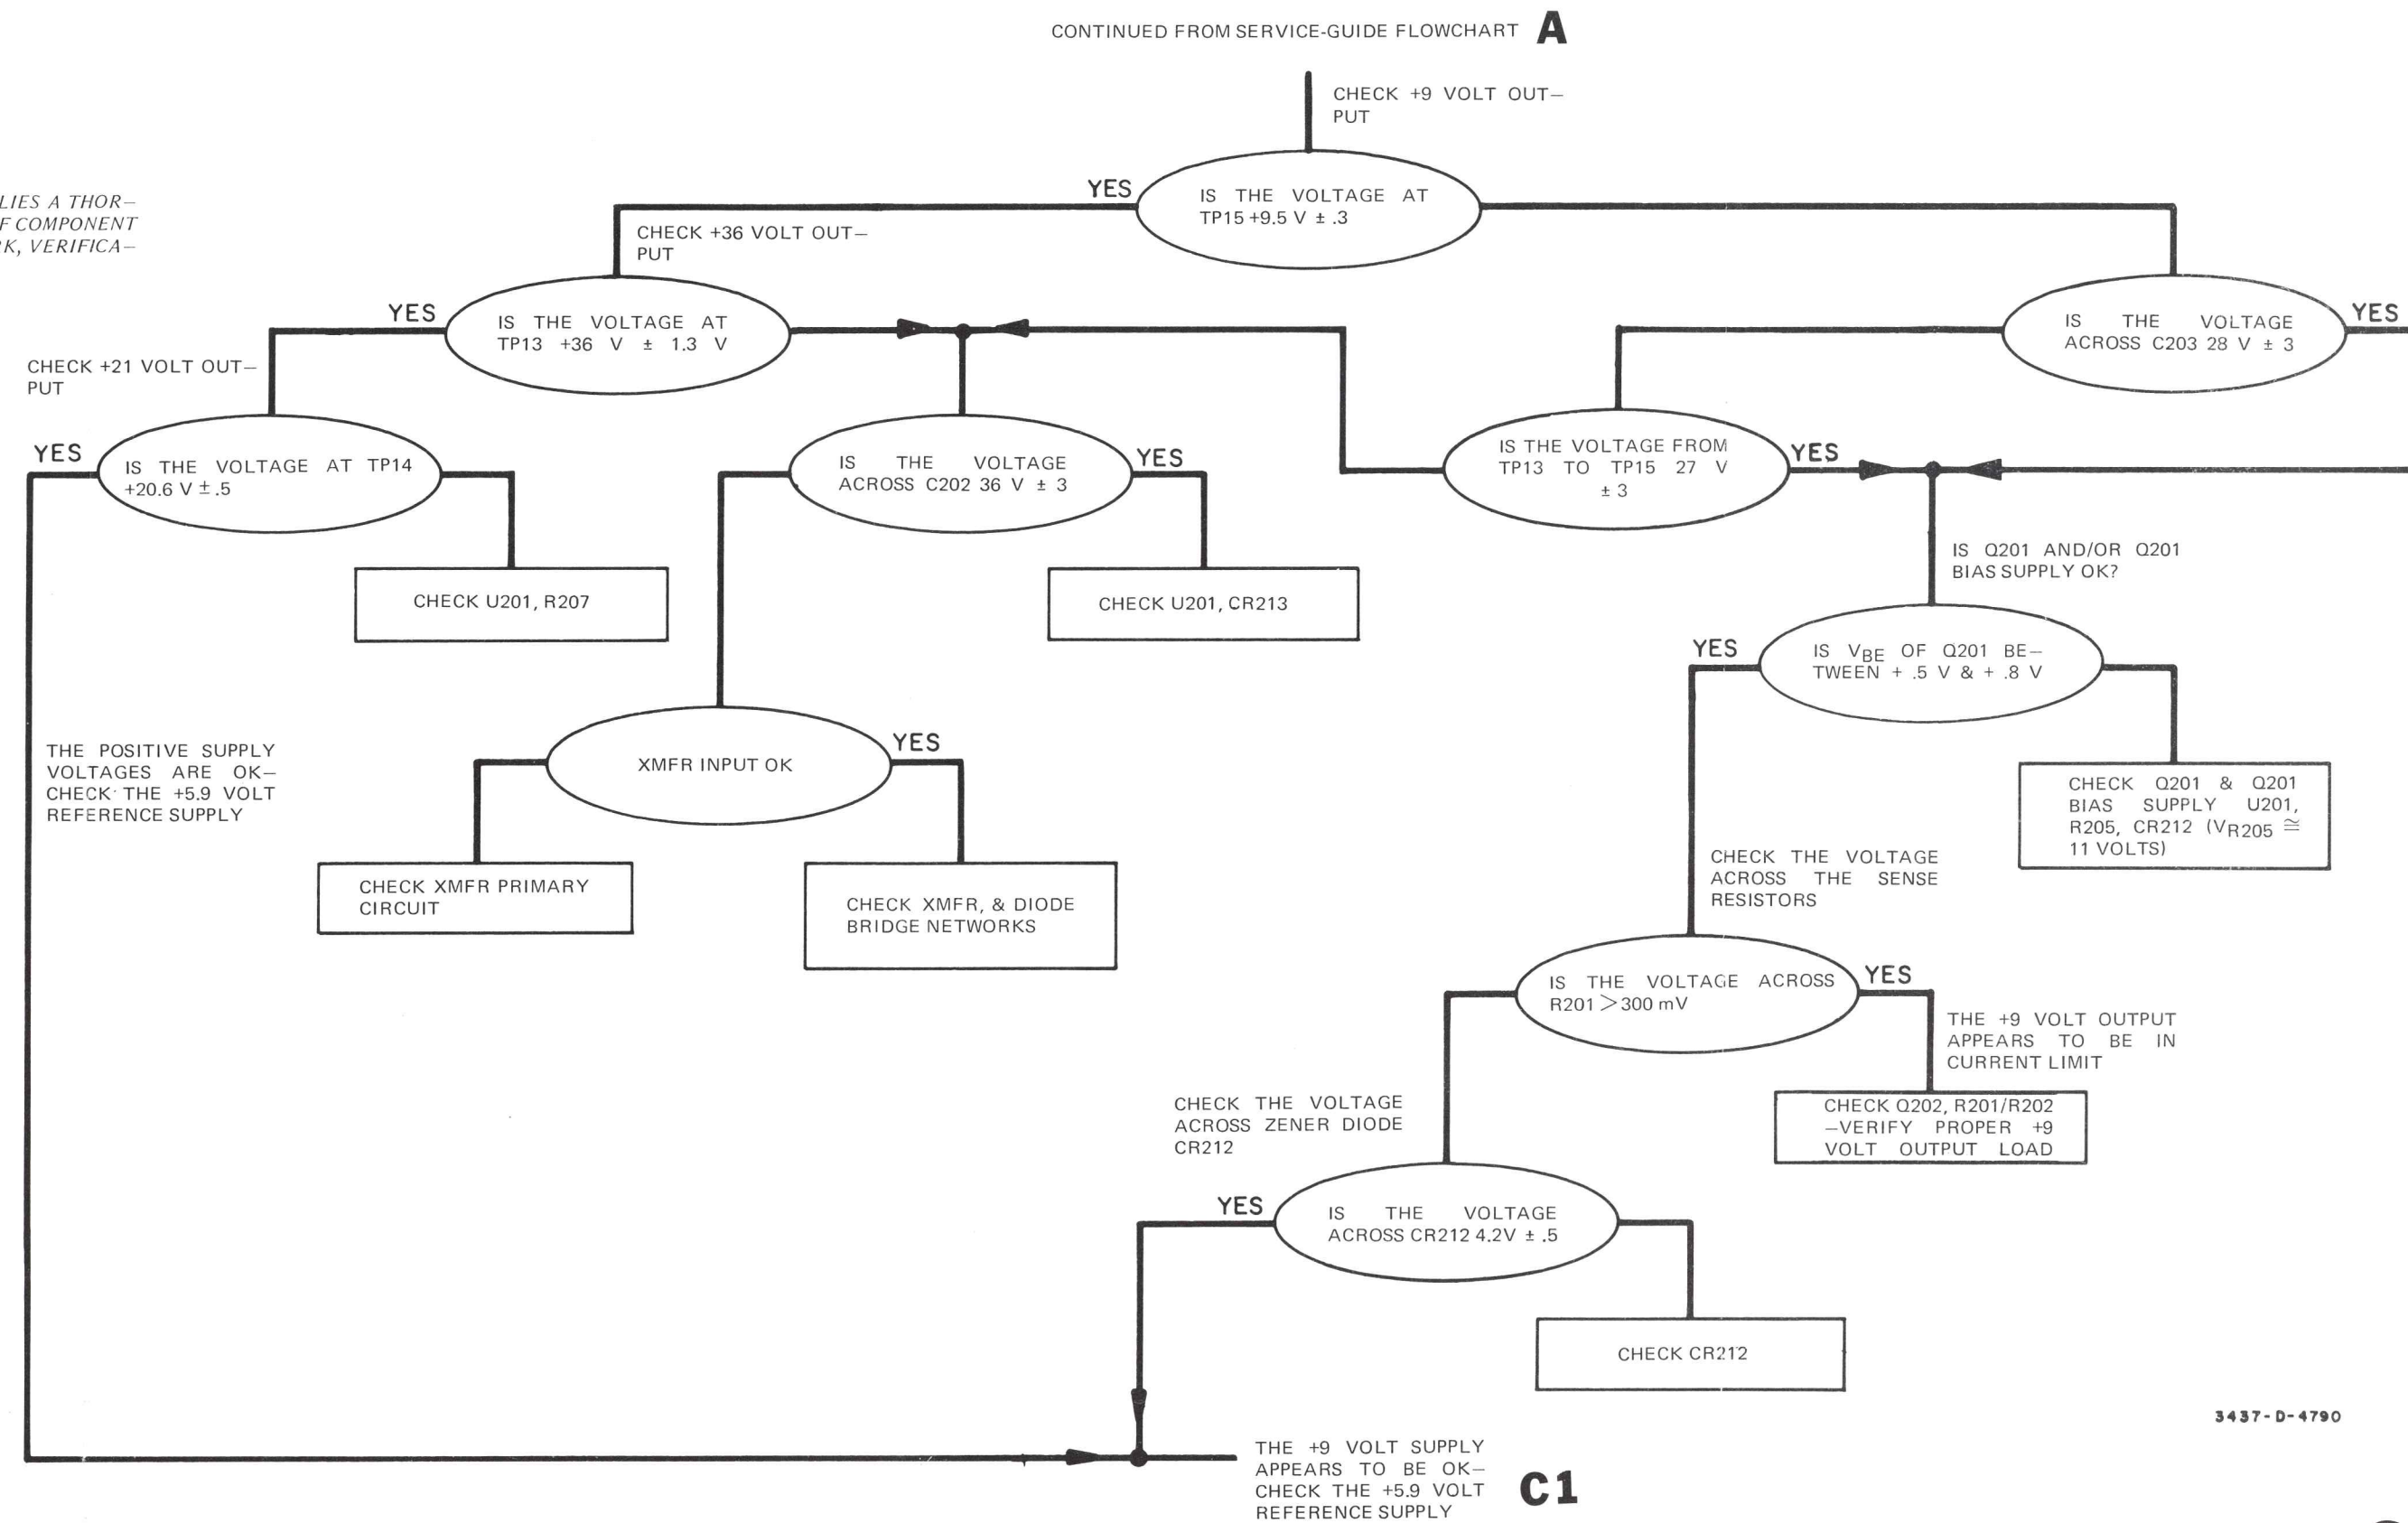 CONTINUED FROM SERVICE-GUIDE FLOWCHART A
CHECK +9 VOLT OUT–
PUT
LIES A THOR–
F COMPONENT
RK, VERIFICA–
YES
IS THE VOLTAGE AT
TP15 +9.5 V ± .3
CHECK +36 VOLT OUT–
PUT
YES
IS THE VOLTAGE AT
TP13 +36 V ± 1.3 V
IS THE VOLTAGE
ACROSS C203 28 V ± 3
YES
CHECK +21 VOLT OUT–
PUT
YES
IS THE VOLTAGE AT TP14
+20.6 V ± .5
IS THE VOLTAGE
ACROSS C202 36 V ± 3
YES
IS THE VOLTAGE FROM
TP13 TO TP15 27 V
± 3
YES
CHECK U201, R207
CHECK U201, CR213
IS Q201 AND/OR Q201
BIAS SUPPLY OK?
YES
IS VBE OF Q201 BE–
TWEEN + .5 V & + .8 V
THE POSITIVE SUPPLY
VOLTAGES ARE OK–
CHECK THE +5.9 VOLT
REFERENCE SUPPLY
XMFR INPUT OK
YES
CHECK Q201 & Q201
BIAS SUPPLY U201,
R205, CR212 (VR205 ≅
11 VOLTS)
CHECK XMFR PRIMARY
CIRCUIT
CHECK XMFR, & DIODE
BRIDGE NETWORKS
CHECK THE VOLTAGE
ACROSS THE SENSE
RESISTORS
IS THE VOLTAGE ACROSS
R201 >300 mV
YES
THE +9 VOLT OUTPUT
APPEARS TO BE IN
CURRENT LIMIT
CHECK Q202, R201/R202
–VERIFY PROPER +9
VOLT OUTPUT LOAD
CHECK THE VOLTAGE
ACROSS ZENER DIODE
CR212
YES
IS THE VOLTAGE
ACROSS CR212 4.2V ± .5
CHECK CR212
3437-D-4790
THE +9 VOLT SUPPLY
APPEARS TO BE OK–
CHECK THE +5.9 VOLT
REFERENCE SUPPLY
C1